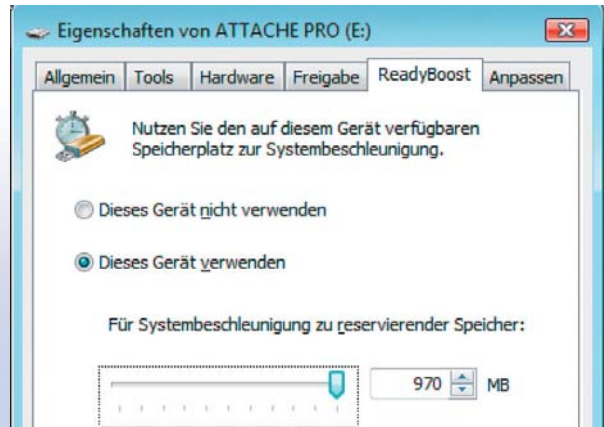 Eigenschaften von ATTACHE PRO (E:)
Allgemein Tools Hardware Freigabe ReadyBoost Anpassen
Nutzen Sie den auf diesem Gerät verfügbaren
Speicherplatz zur Systembeschleunigung.
Dieses Gerät nicht verwenden
Dieses Gerät verwenden
Für Systembeschleunigung zu reservierender Speicher:
970 MB